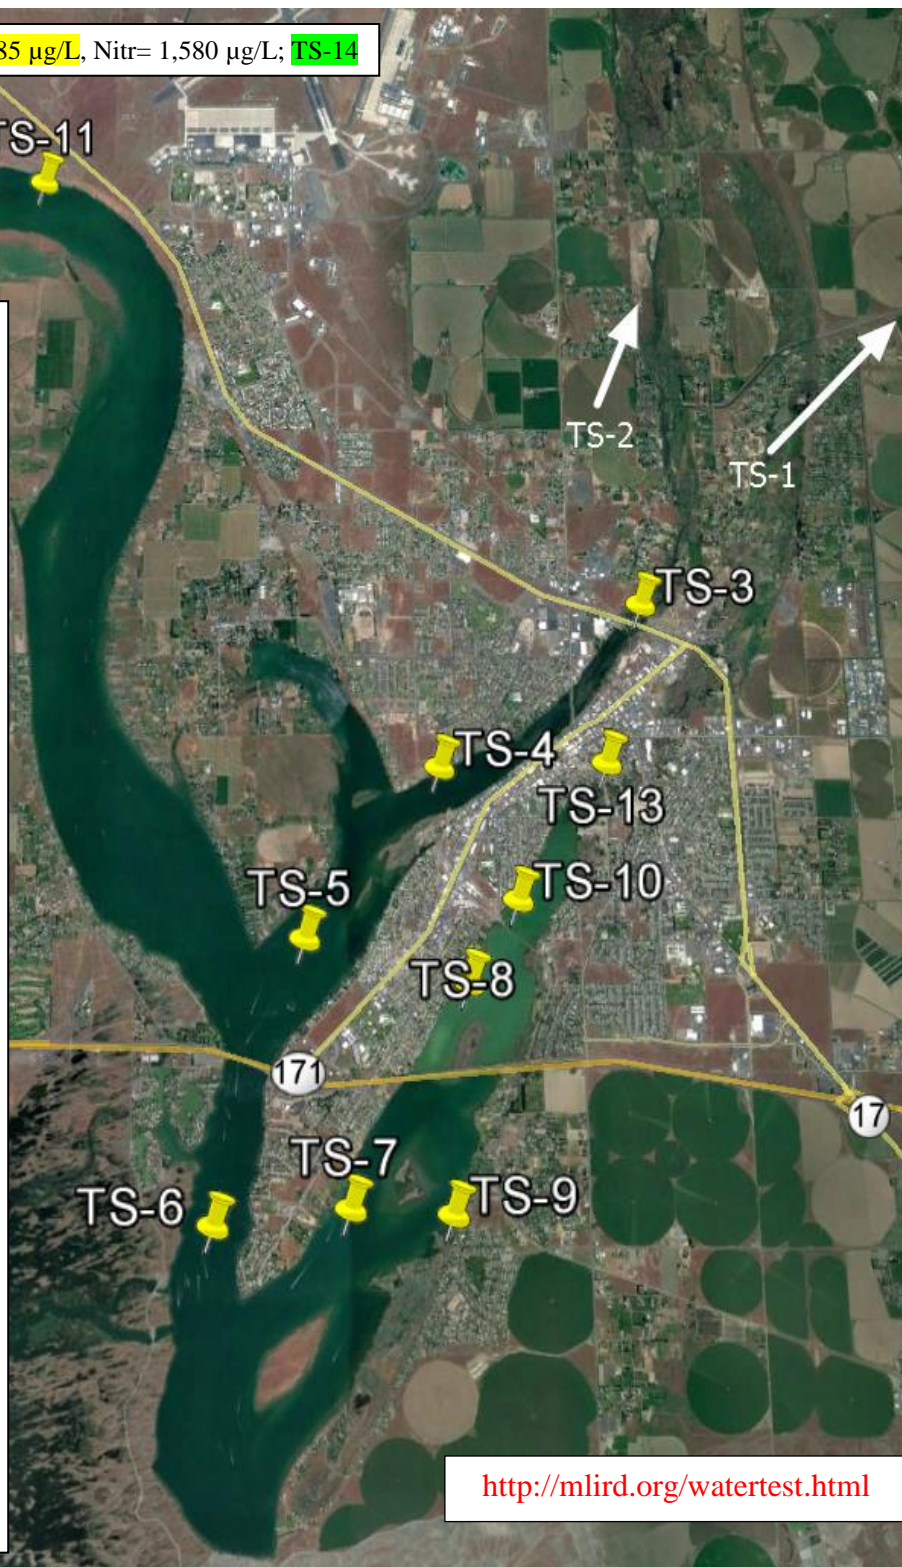 85 µg/L, Nitr= 1,580 µg/L; TS-14
TS-11
TS-2
TS-1
TS-3
TS-4
TS-13
TS-5
TS-10
TS-8
171
17
TS-7
TS-6
TS-9
http://mlird.org/watertest.html